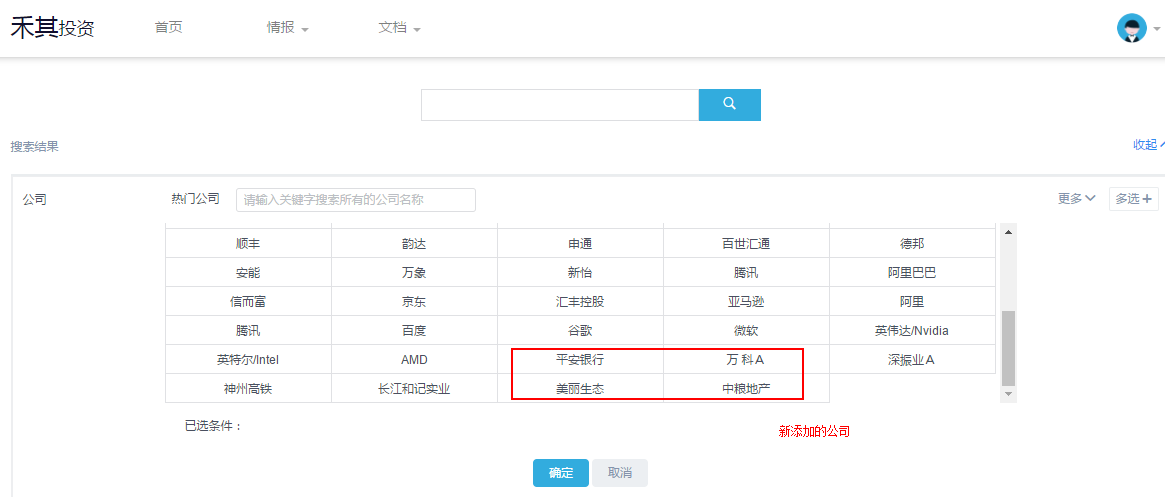 禾其投资 首页 情报 文档
搜索结果 收起
公司 热门公司 请输入关键字搜索所有的公司名称 更多 多选+
顺丰 韵达 申通 百世汇通 德邦
安能 万象 新怡 腾讯 阿里巴巴
信而富 京东 汇丰控股 亚马逊 阿里
腾讯 百度 谷歌 微软 英伟达/Nvidia
英特尔/Intel AMD 平安银行 万 科Ａ 深振业Ａ
神州高铁 长江和记实业 美丽生态 中粮地产
已选条件：
新添加的公司
确定 取消